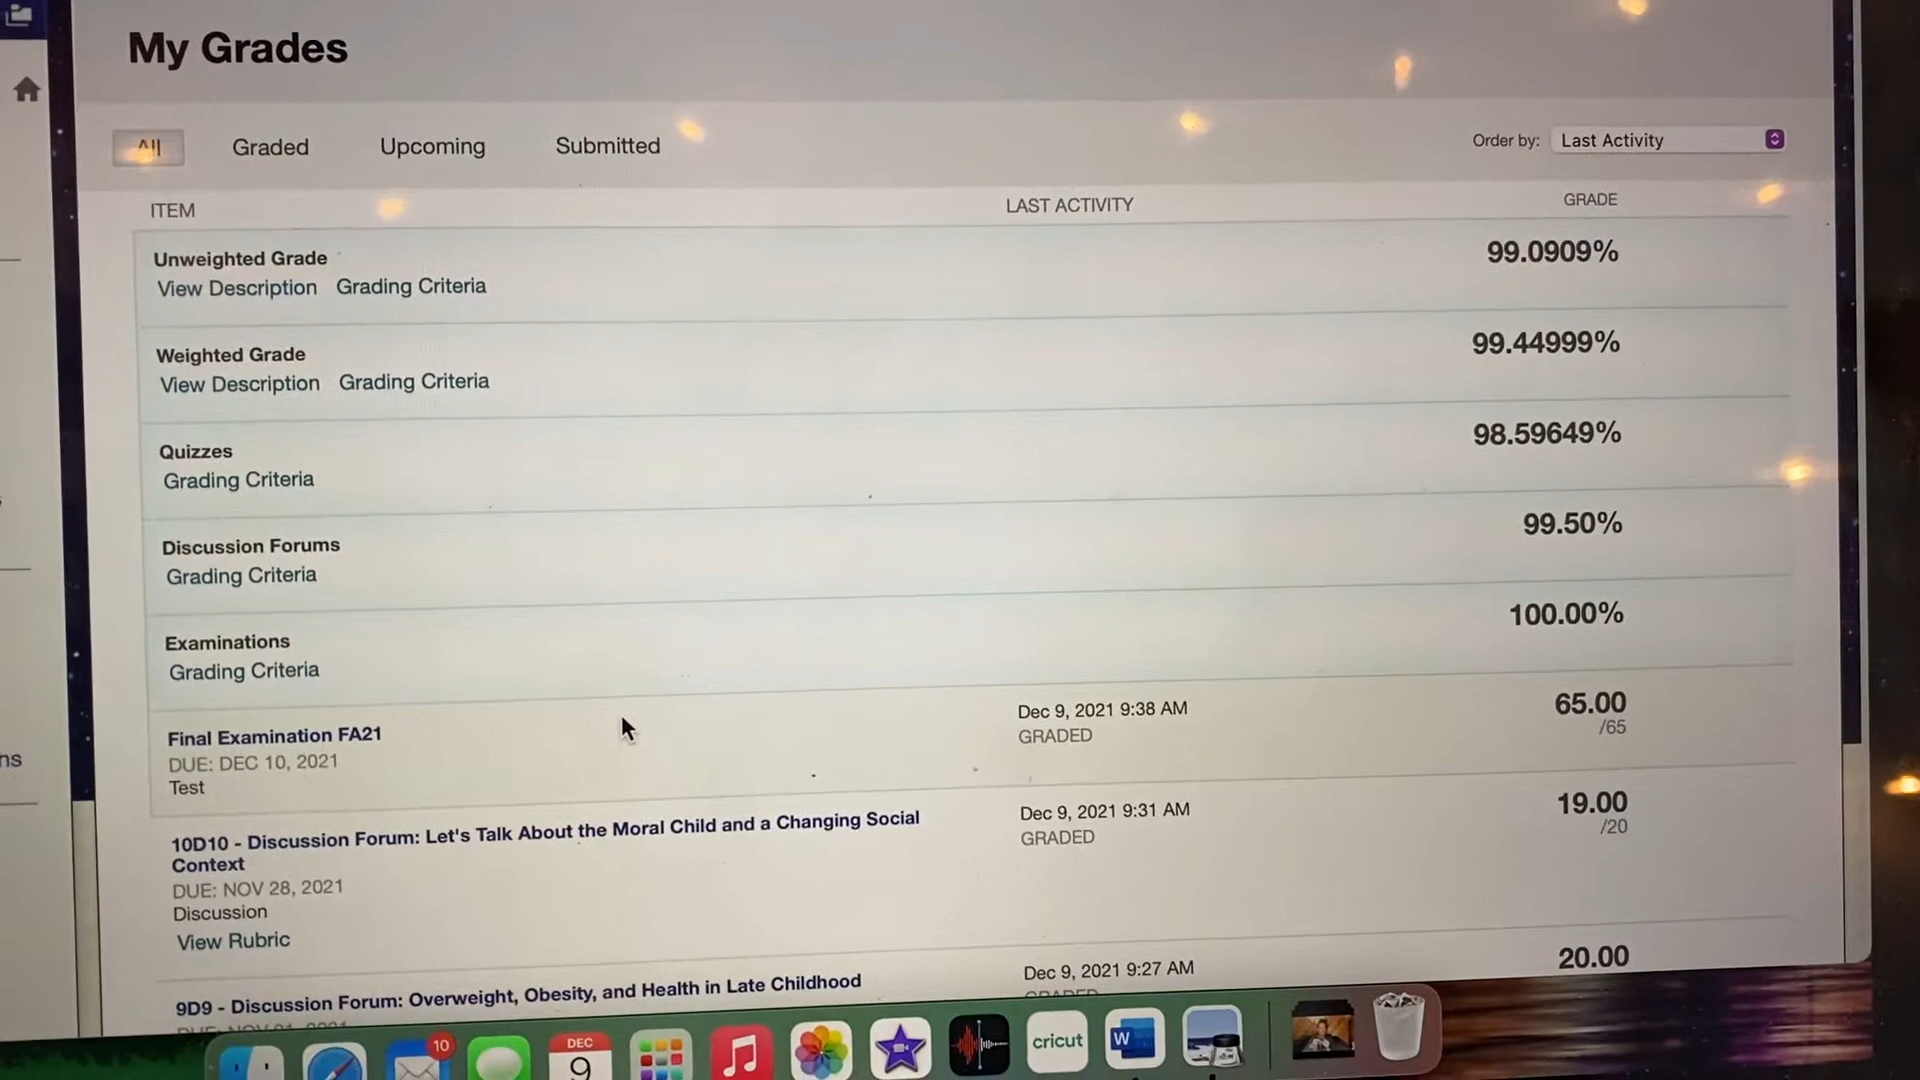 My Grades
All
Graded
Upcoming
Submitted
Order by:
Last Activity
ITEM
LAST ACTIVITY
GRADE
Unweighted Grade
99.0909%
View Description
Grading Criteria
Weighted Grade
99.44999%
View Description
Grading Criteria
Quizzes
98.59649%
Grading Criteria
Discussion Forums
99.50%
Grading Criteria
Examinations
100.00%
Grading Criteria
Final Examination FA21
Dec 9, 2021 9:38 AM
65.00
DUE: DEC 10, 2021
GRADED
/65
Test
10D10 - Discussion Forum: Let's Talk About the Moral Child and a Changing Social
Context
Dec 9, 2021 9:31 AM
19.00
DUE: NOV 28, 2021
GRADED
/20
Discussion
View Rubric
9D9 - Discussion Forum: Overweight, Obesity, and Health in Late Childhood
Dec 9, 2021 9:27 AM
20.00
GRADED
ns
10
DEC
9
cricut
W